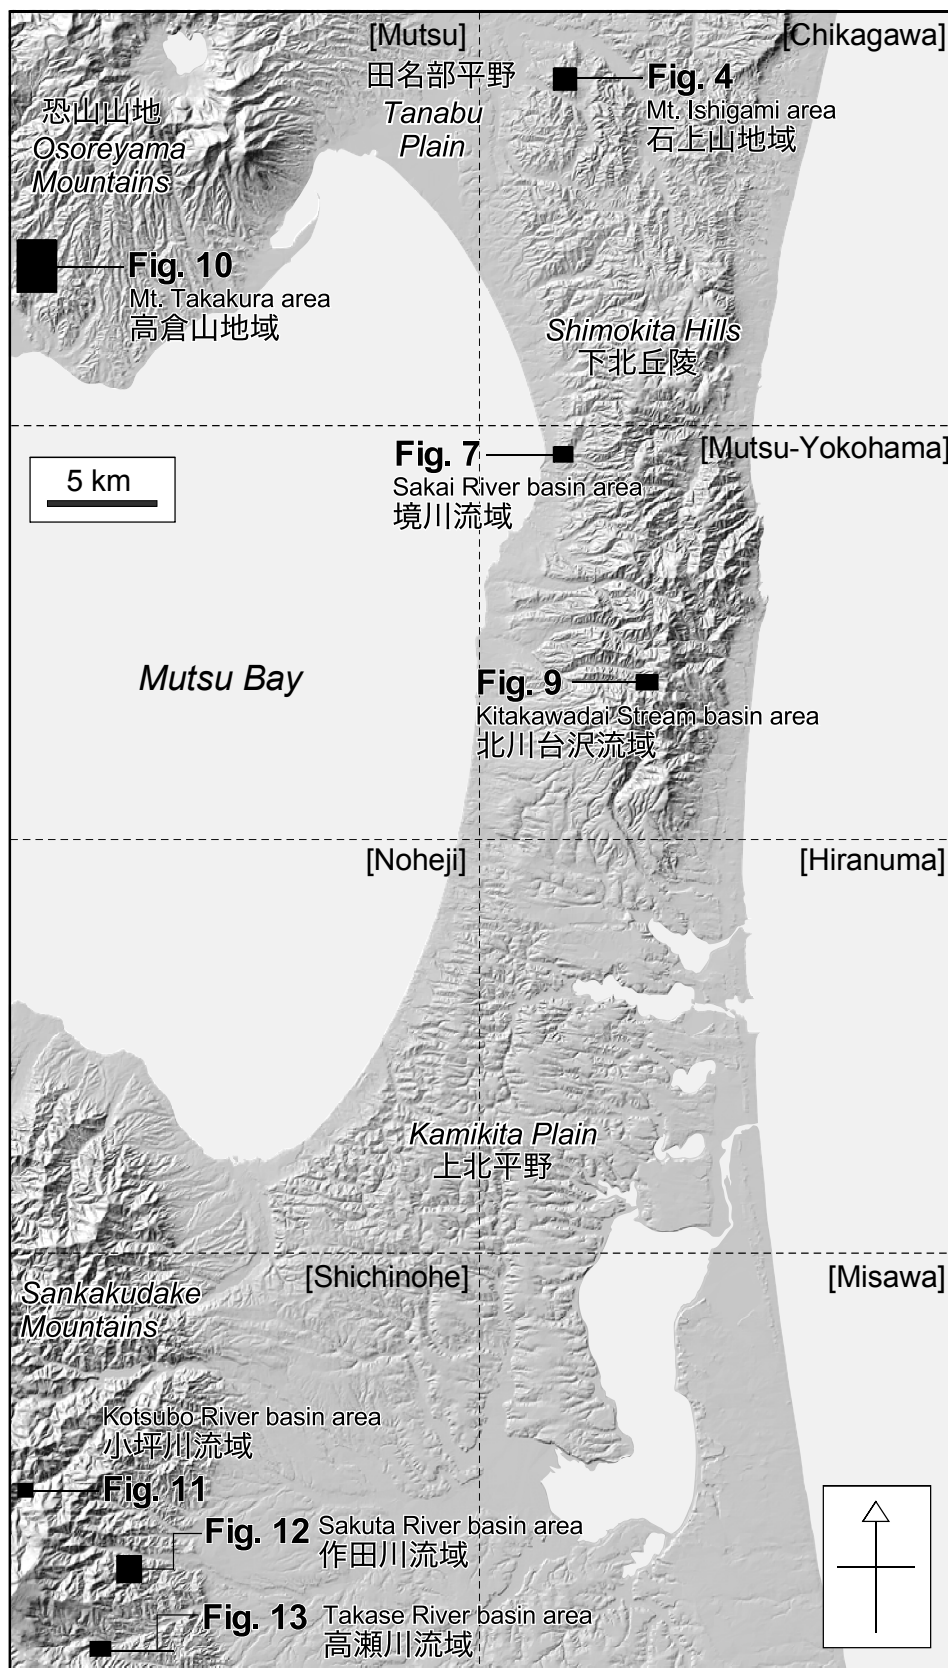 [Mutsu]
[Chikagawa]
田名部平野
Tanabu
Plain
Fig. 4
Mt. Ishigami area
石上山地域
恐山山地
Osoreyama
Mountains
Fig. 10
Mt. Takakura area
高倉山地域
Shimokita Hills
下北丘陵
[Mutsu-Yokohama]
5 km
Fig. 7
Sakai River basin area
境川流域
Mutsu Bay
Fig. 9
Kitakawadai Stream basin area
北川台沢流域
[Noheji]
[Hiranuma]
Kamikita Plain
上北平野
[Shichinohe]
[Misawa]
Sankakudake
Mountains
Kotsubo River basin area
小坪川流域
Fig. 11
Fig. 12
Sakuta River basin area
作田川流域
Fig. 13
Takase River basin area
高瀬川流域